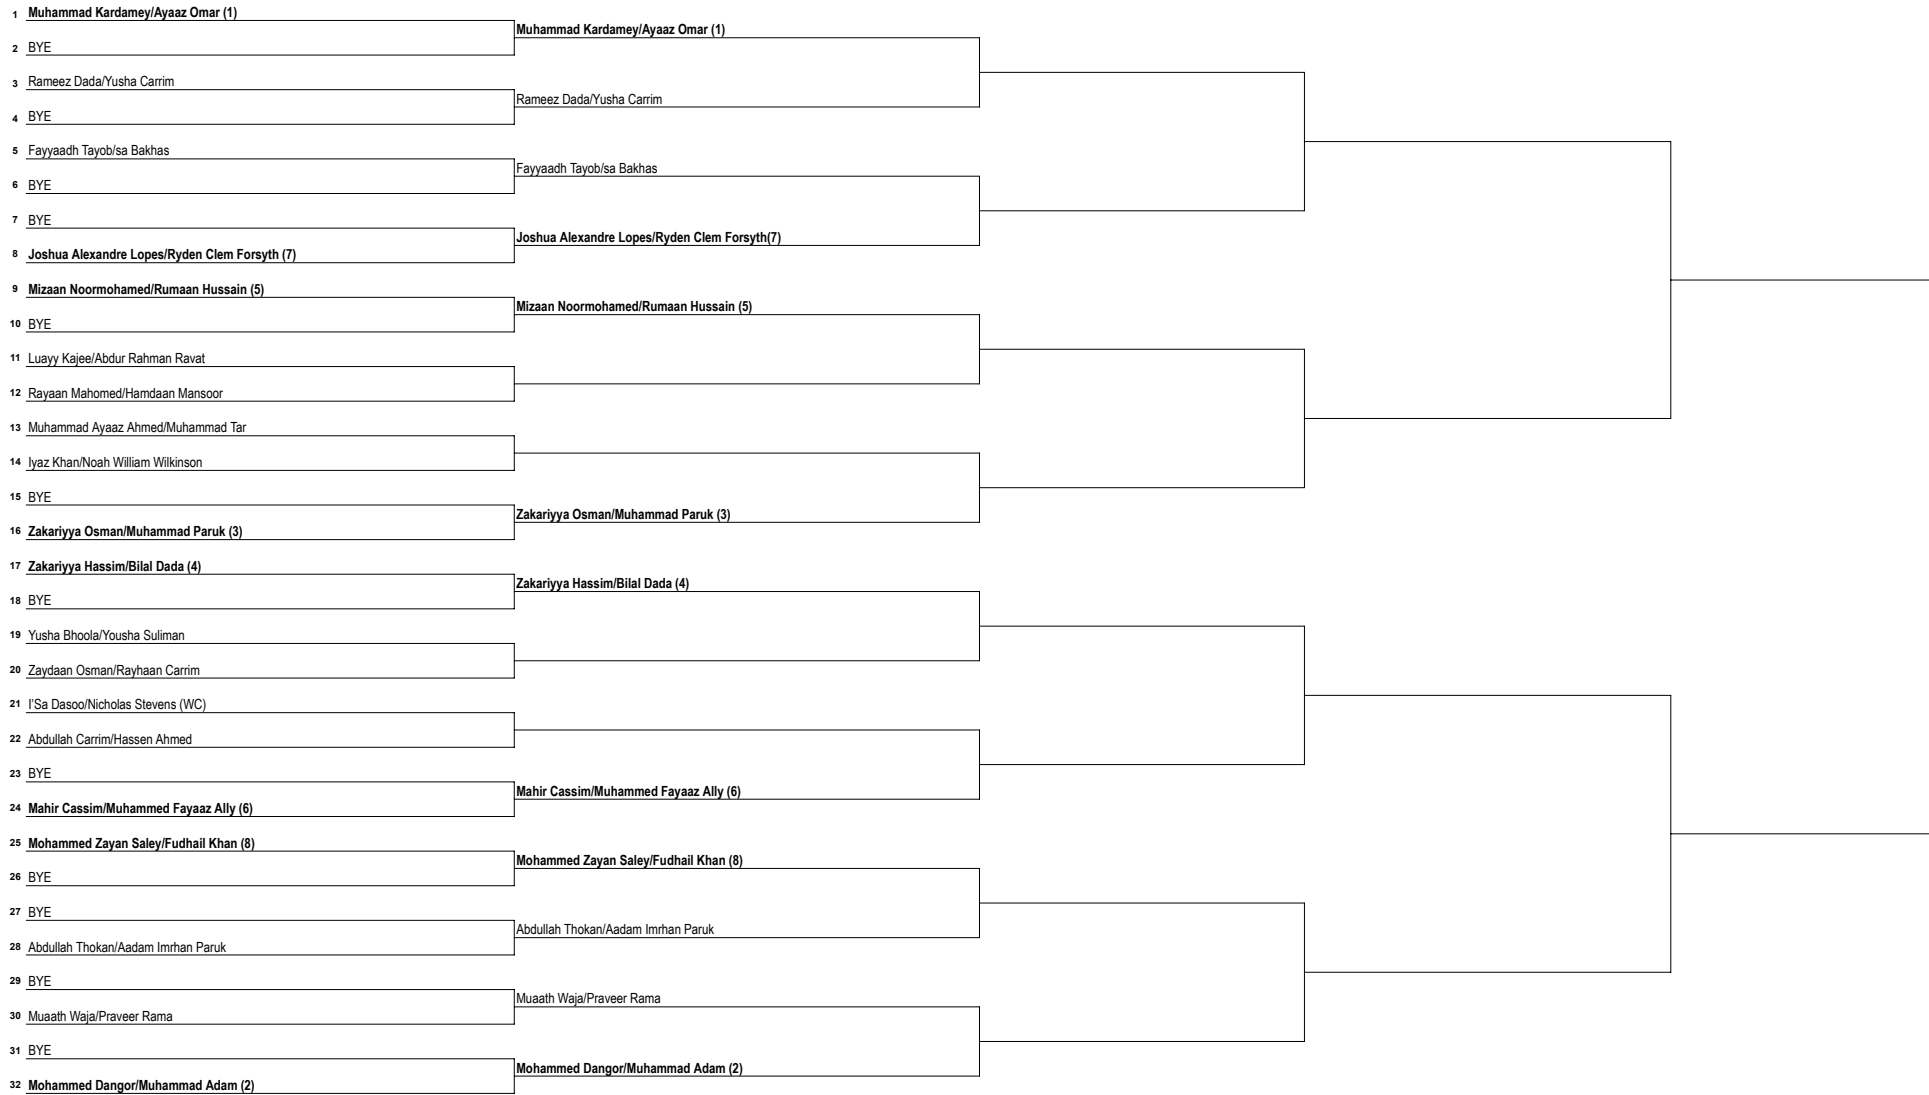 1 Muhammad Kardamey/Ayaaz Omar (1)
Muhammad Kardamey/Ayaaz Omar (1)
2 BYE
3 Rameez Dada/Yusha Carrim
Rameez Dada/Yusha Carrim
4 BYE
5 Fayyaadh Tayob/sa Bakhas
Fayyaadh Tayob/sa Bakhas
6 BYE
7 BYE
Joshua Alexandre Lopes/Ryden Clem Forsyth(7)
8 Joshua Alexandre Lopes/Ryden Clem Forsyth (7)
9 Mizaan Noormohamed/Rumaan Hussain (5)
Mizaan Noormohamed/Rumaan Hussain (5)
10 BYE
11 Luayy Kajee/Abdur Rahman Ravat
12 Rayaan Mahomed/Hamdaan Mansoor
13 Muhammad Ayaaz Ahmed/Muhammad Tar
14 Iyaz Khan/Noah William Wilkinson
15 BYE
Zakariyya Osman/Muhammad Paruk (3)
16 Zakariyya Osman/Muhammad Paruk (3)
17 Zakariyya Hassim/Bilal Dada (4)
Zakariyya Hassim/Bilal Dada (4)
18 BYE
19 Yusha Bhoola/Yousha Suliman
20 Zaydaan Osman/Rayhaan Carrim
21 I'Sa Dasoo/Nicholas Stevens (WC)
22 Abdullah Carrim/Hassen Ahmed
23 BYE
Mahir Cassim/Muhammed Fayaaz Ally (6)
24 Mahir Cassim/Muhammed Fayaaz Ally (6)
25 Mohammed Zayan Saley/Fudhail Khan (8)
Mohammed Zayan Saley/Fudhail Khan (8)
26 BYE
27 BYE
Abdullah Thokan/Aadam Imrhan Paruk
28 Abdullah Thokan/Aadam Imrhan Paruk
29 BYE
Muaath Waja/Praveer Rama
30 Muaath Waja/Praveer Rama
31 BYE
Mohammed Dangor/Muhammad Adam (2)
32 Mohammed Dangor/Muhammad Adam (2)